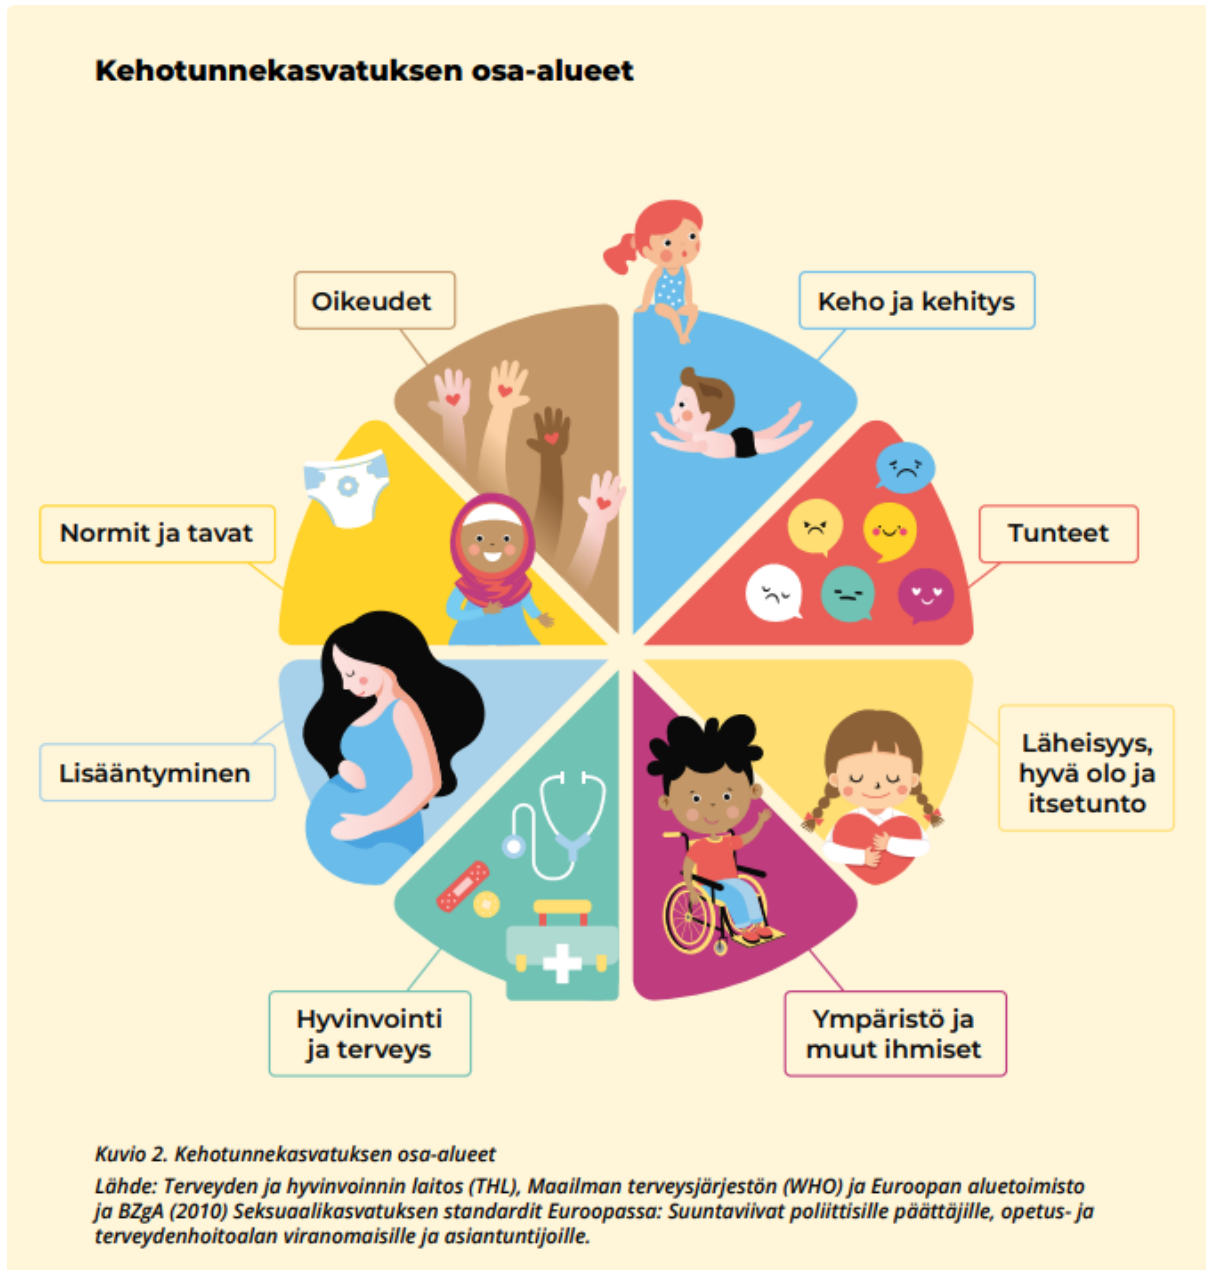 Kehotunnekasvatuksen osa-alueet
Oikeudet
Keho ja kehitys
Normit ja tavat
Tunteet
Lisääntyminen
Läheisyys,
hyvä olo ja
itsetunto
Hyvinvointi
ja terveys
Ympäristö ja
muut ihmiset
Kuvio 2. Kehotunnekasvatuksen osa-alueet
Lähde: Terveyden ja hyvinvoinnin laitos (THL), Maailman terveysjärjestön (WHO) ja Euroopan aluetoimisto
ja BZgA (2010) Seksuaalikasvatuksen standardit Euroopassa: Suuntaviivat poliittisille päättäjille, opetus- ja
terveydenhoitoalan viranomaisille ja asiantuntijoille.